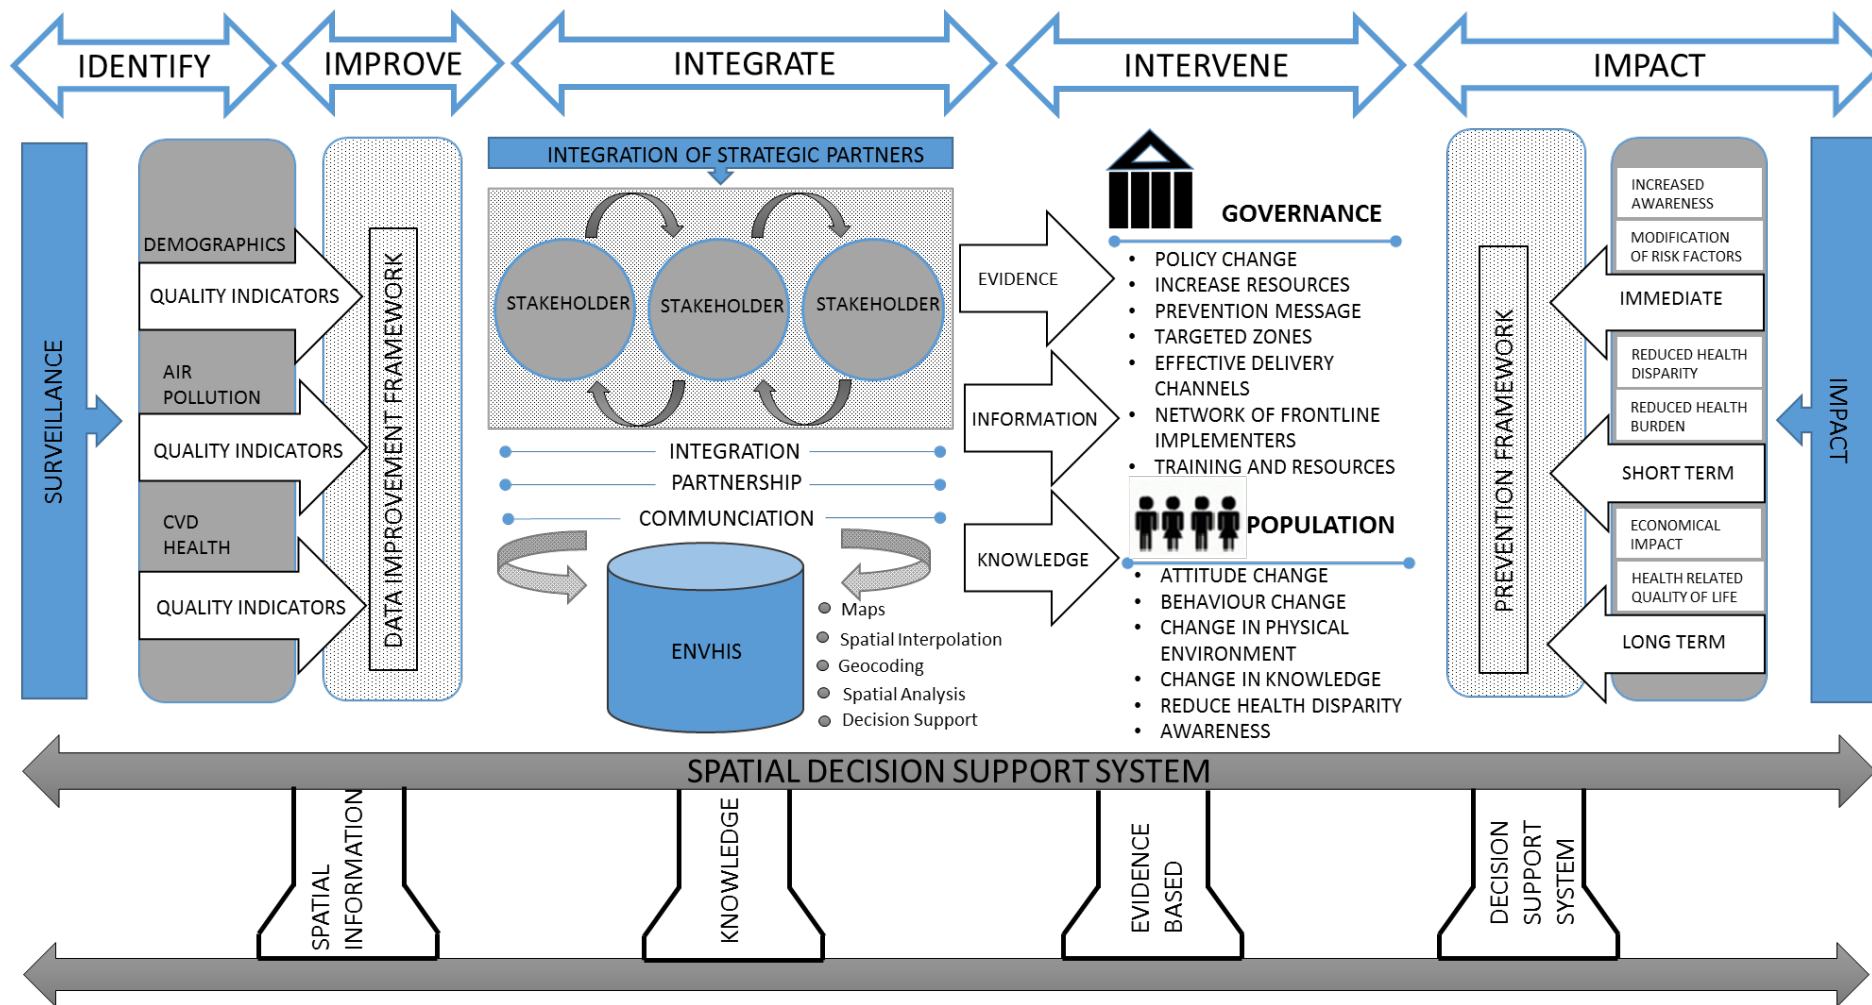 IDENTIFY
IMPROVE
INTEGRATE
INTERVENE
IMPACT
SURVEILLANCE
DEMOGRAPHICS
QUALITY INDICATORS
AIR
POLLUTION
QUALITY INDICATORS
CVD
HEALTH
QUALITY INDICATORS
DATA IMPROVEMENT FRAMEWORK
INTEGRATION OF STRATEGIC PARTNERS
STAKEHOLDER
STAKEHOLDER
STAKEHOLDER
INTEGRATION
PARTNERSHIP
COMMUNCIATION
ENVHIS
Maps
Spatial Interpolation
Geocoding
Spatial Analysis
Decision Support
EVIDENCE
INFORMATION
KNOWLEDGE
GOVERNANCE
• POLICY CHANGE
• INCREASE RESOURCES
• PREVENTION MESSAGE
• TARGETED ZONES
• EFFECTIVE DELIVERY
CHANNELS
• NETWORK OF FRONTLINE
IMPLEMENTERS
• TRAINING AND RESOURCES
POPULATION
• ATTITUDE CHANGE
• BEHAVIOUR CHANGE
• CHANGE IN PHYSICAL
ENVIRONMENT
• CHANGE IN KNOWLEDGE
• REDUCE HEALTH DISPARITY
• AWARENESS
PREVENTION FRAMEWORK
INCREASED
AWARENESS
MODIFICATION
OF RISK FACTORS
IMMEDIATE
REDUCED HEALTH
DISPARITY
REDUCED HEALTH
BURDEN
SHORT TERM
ECONOMICAL
IMPACT
HEALTH RELATED
QUALITY OF LIFE
LONG TERM
IMPACT
SPATIAL DECISION SUPPORT SYSTEM
SPATIAL
INFORMATION
KNOWLEDGE
EVIDENCE
BASED
DECISION
SUPPORT
SYSTEM